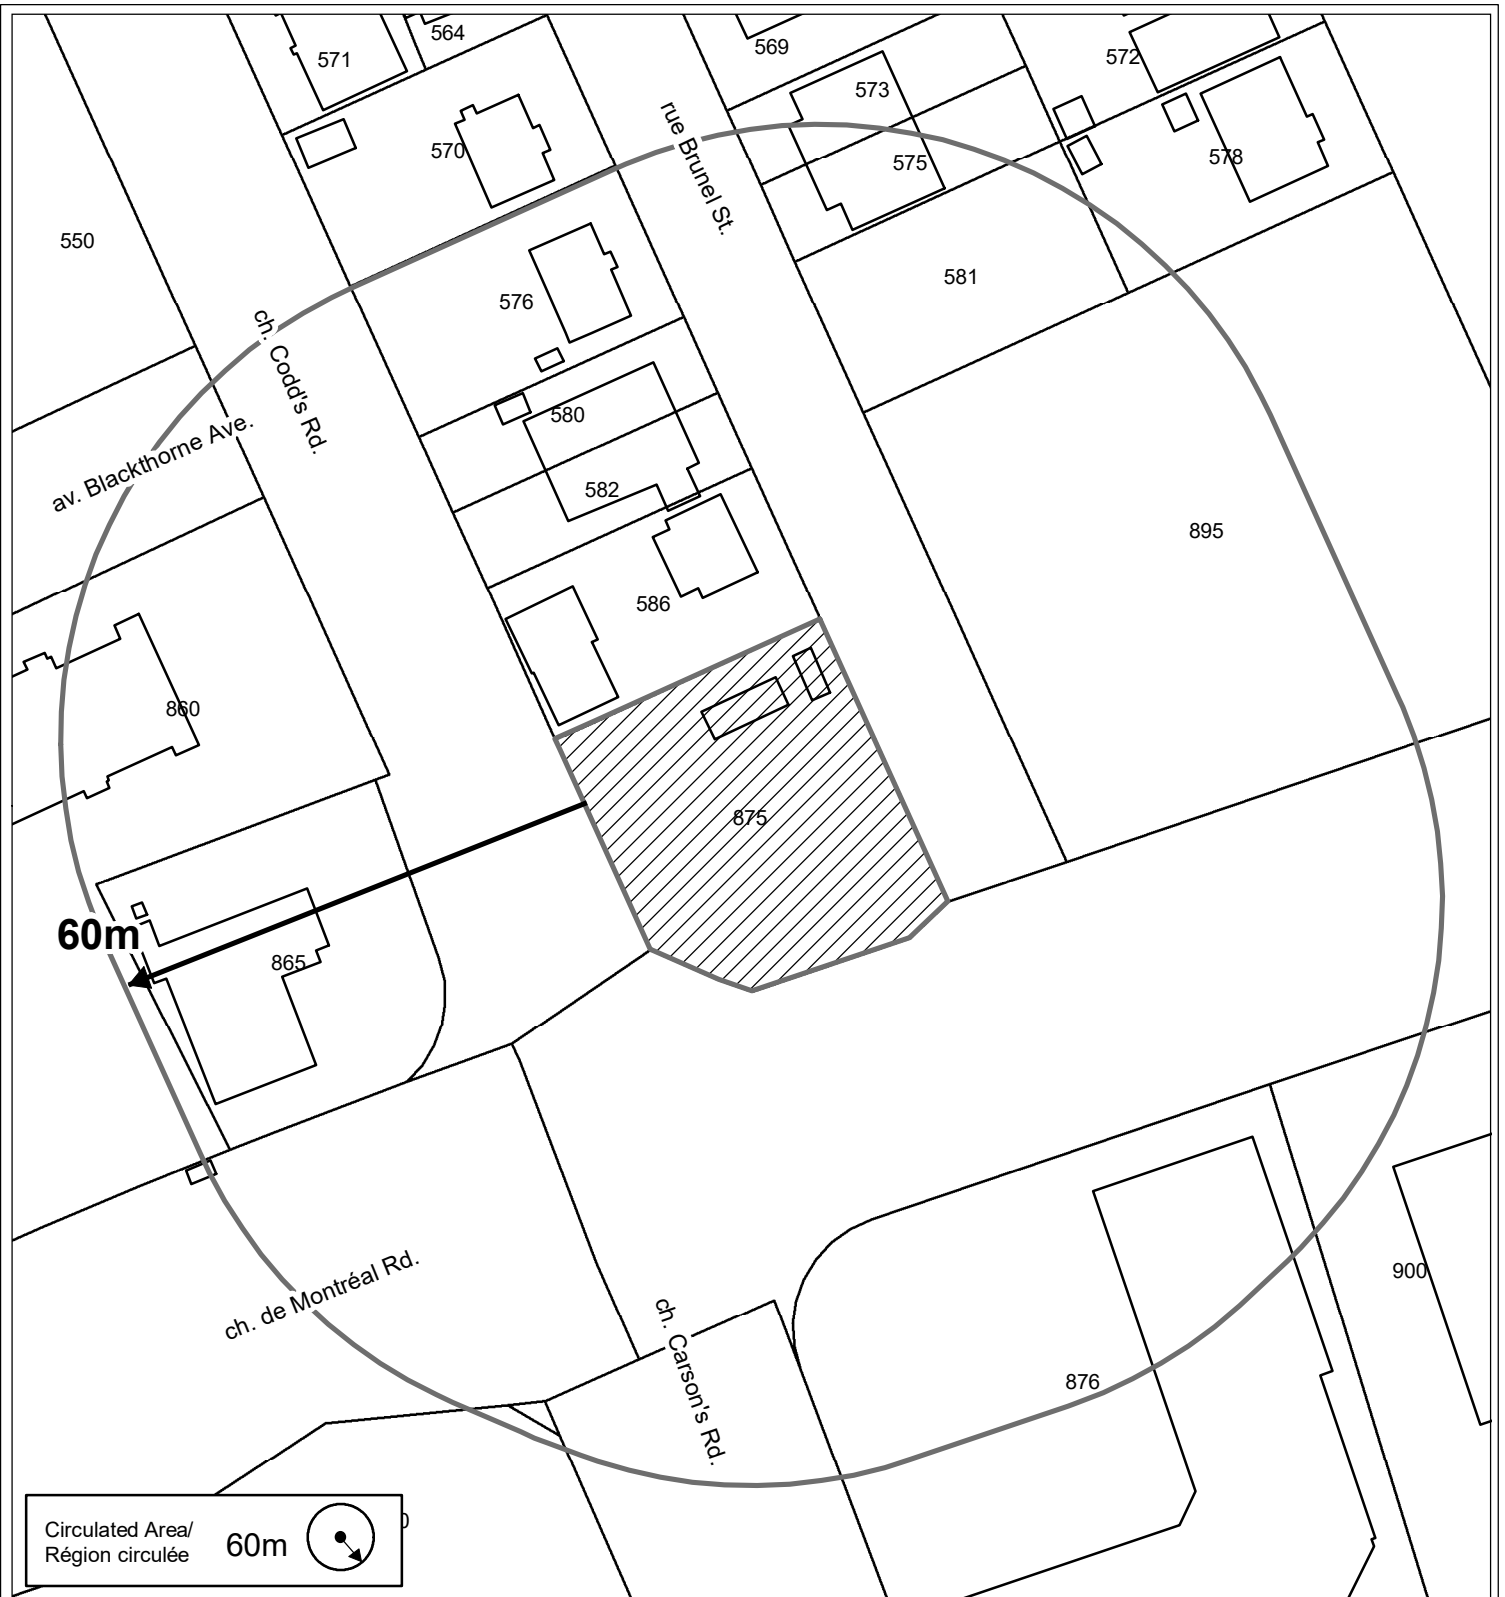 564
571
569
572
573
570
575
578
rue Brunel St.
550
581
576
ch. Codd's Rd.
580
av. Blackthorne Ave.
582
895
586
860
875
60m
865
ch. de Montréal Rd.
900
ch. Carson's Rd.
876
Circulated Area/
Région circulée
60m